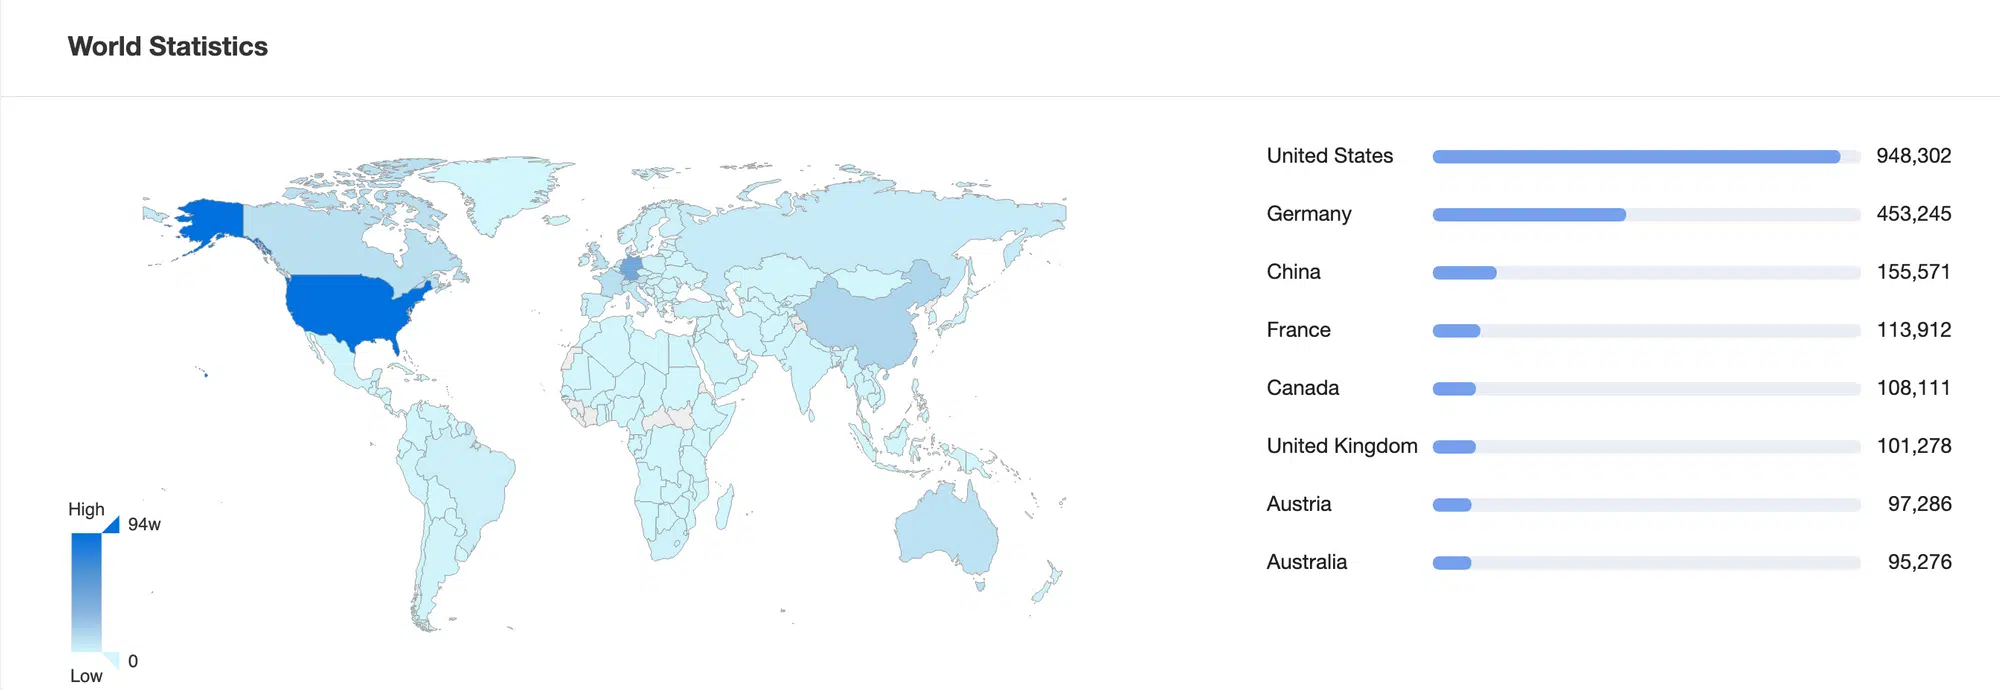 World Statistics
United States 948,302
Germany 453,245
China 155,571
France 113,912
Canada 108,111
United Kingdom 101,278
Austria 97,286
Australia 95,276
High
94w
0
Low